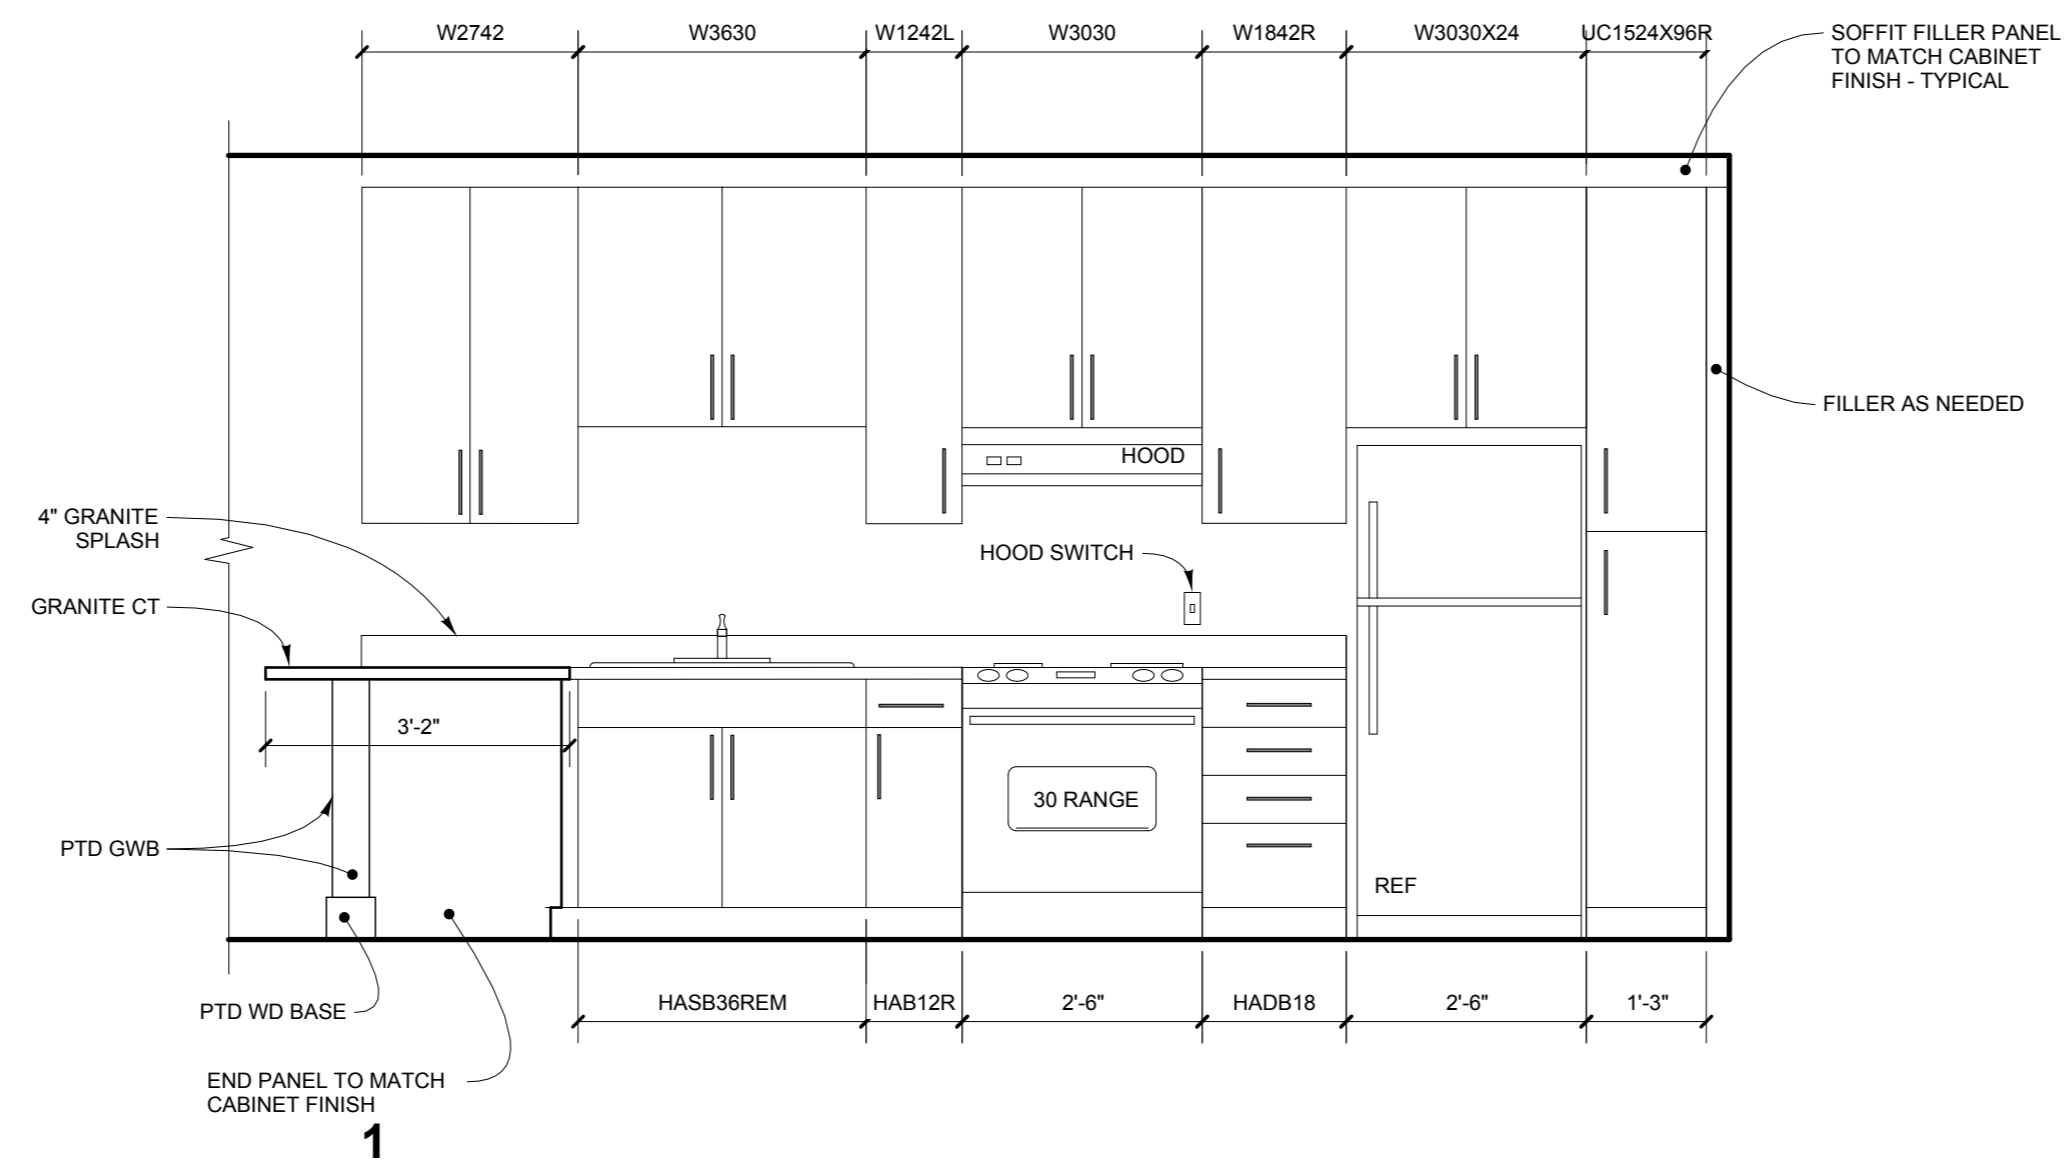 W2742
W3630
W1242L
W3030
W1842R
W3030X24
UC1524X96R
SOFFIT FILLER PANEL
TO MATCH CABINET
FINISH - TYPICAL
FILLER AS NEEDED
HOOD
4" GRANITE
SPLASH
HOOD SWITCH
GRANITE CT
3'-2"
30 RANGE
PTD GWB
REF
PTD WD BASE
HASB36REM
HAB12R
2'-6"
HADB18
2'-6"
1'-3"
END PANEL TO MATCH
CABINET FINISH
1